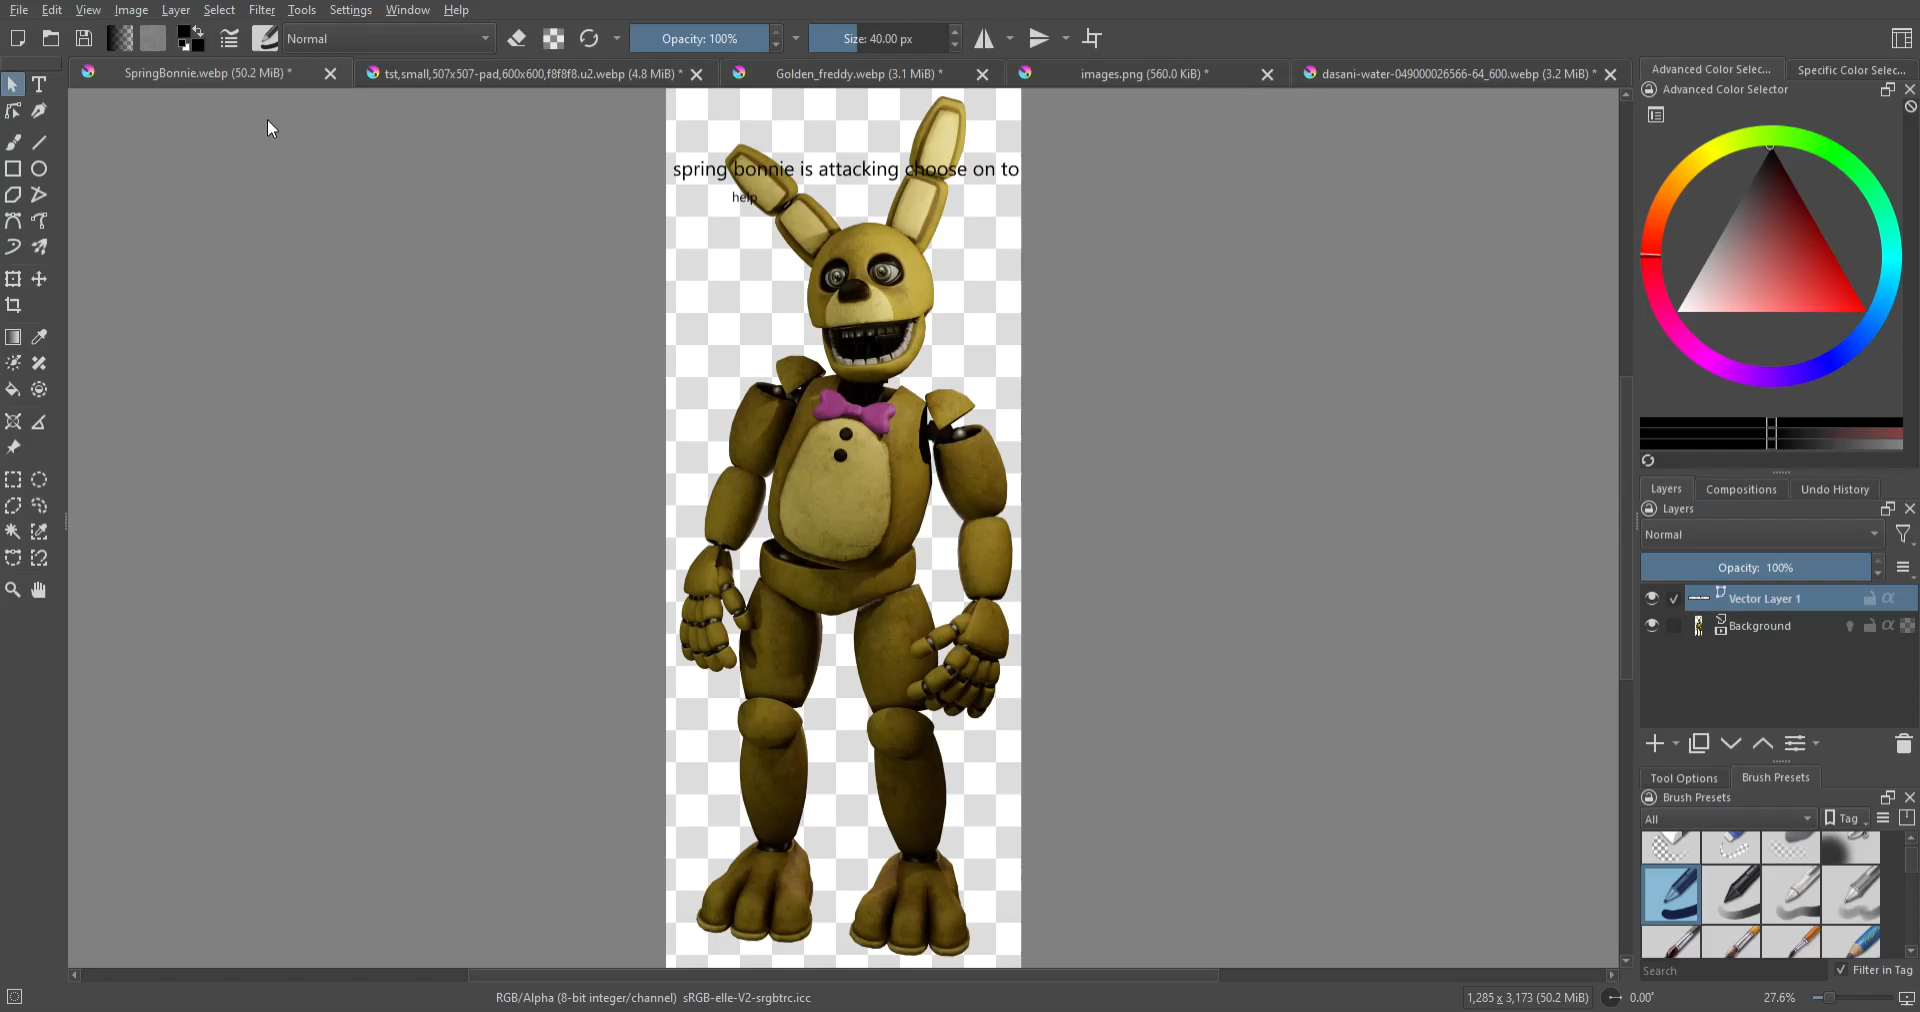 File Edit View Image Layer Select Filter Tools Settings Window Help
Normal Opacity: 100% Size: 40.00 px
SpringBonnie.webp (50.2 MiB) * tst,small,507x507-pad,600x600,f8f8f8.u2.webp (4.8 MiB) * Golden_freddy.webp (3.1 MiB) * images.png (560.0 KiB) * dasani-water-049000026566-64_600.webp (3.2 MiB) *
Advanced Color Selec... Specific Color Selec...
Advanced Color Selector
spring bonnie is attacking choose on to
help
Layers Compositions Undo History
Layers
Normal
Opacity: 100%
Vector Layer 1
Background
Tool Options Brush Presets
Brush Presets
All Tag
Search Filter in Tag
RGB/Alpha (8-bit integer/channel) sRGB-elle-V2-srgbtrc.icc 1,285 x 3,173 (50.2 MiB) 0.00° 27.6%